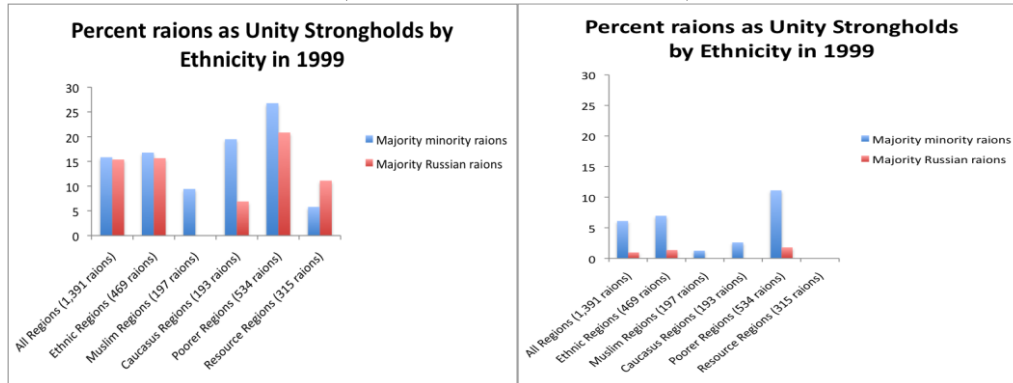 Percent raions as Unity Strongholds by
Ethnicity in 1999
30
25
20
15
10
5
0
Majority minority raions
Majority Russian raions
All Regions (1,391 raions)
Ethnic Regions (469 raions)
Muslim Regions (197 raions)
Caucasus Regions (193 raions)
Poorer Regions (534 raions)
Resource Regions (315 raions)
Percent raions as Unity Strongholds
by Ethnicity in 1999
30
25
20
15
10
5
0
Majority minority raions
Majority Russian raions
All Regions (1,391 raions)
Ethnic Regions (469 raions)
Muslim Regions (197 raions)
Caucasus Regions (193 raions)
Poorer Regions (534 raions)
Resource Regions (315 raions)